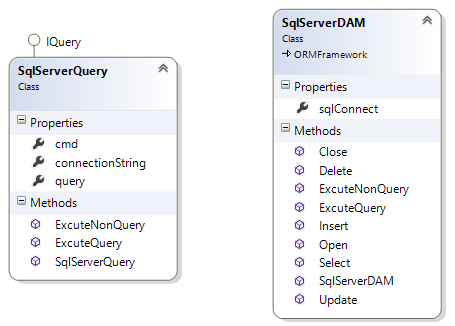 IQuery
SqlServerQuery
Class
Properties
cmd
connectionString
query
Methods
ExcuteNonQuery
ExcuteQuery
SqlServerQuery
SqlServerDAM
Class
ORMFramework
Properties
sqlConnect
Methods
Close
Delete
ExcuteNonQuery
ExcuteQuery
Insert
Open
Select
SqlServerDAM
Update